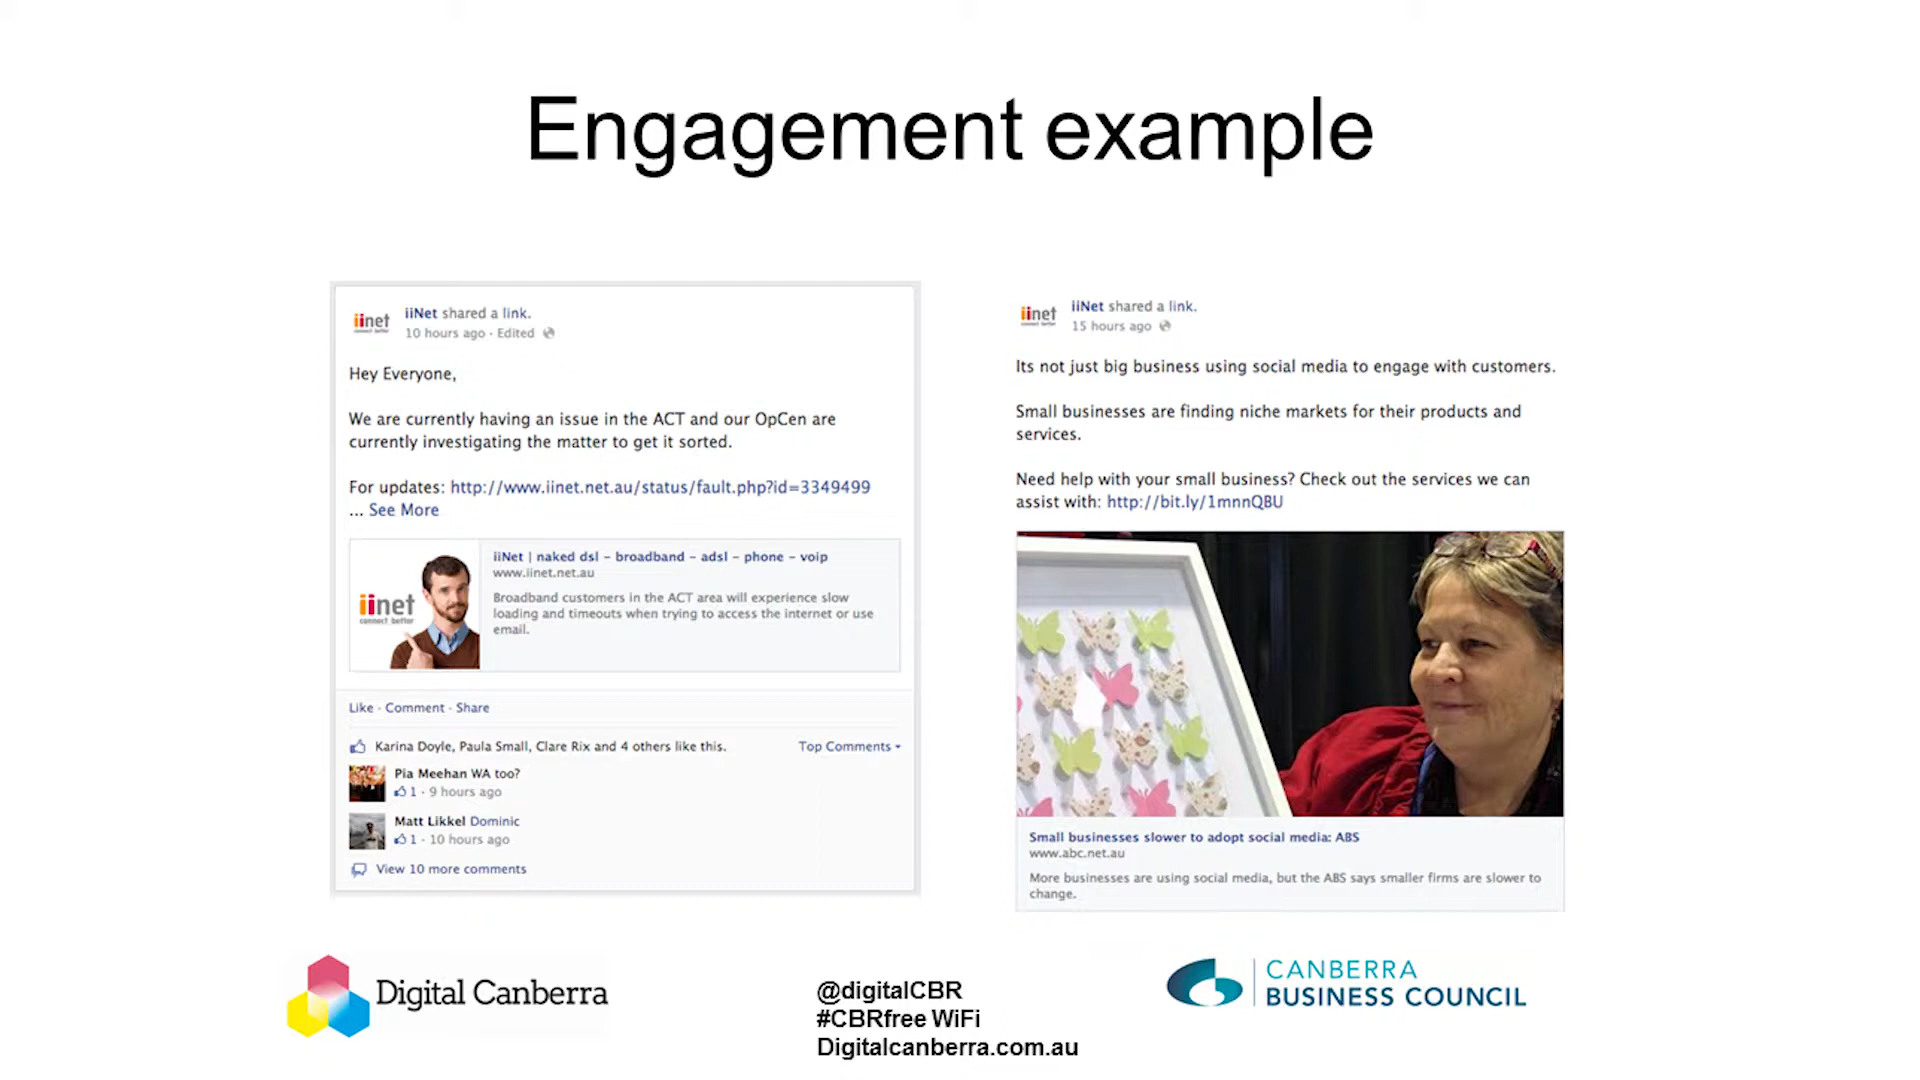 Engagement example
iinet
connect better
iiNet shared a link.
10 hours ago · Edited
Hey Everyone,
We are currently having an issue in the ACT and our OpCen are
currently investigating the matter to get it sorted.
For updates: http://www.iinet.net.au/status/fault.php?id=3349499
... See More
iinet
connect better
iiNet | naked dsl – broadband – adsl – phone – voip
www.iinet.net.au
Broadband customers in the ACT area will experience slow
loading and timeouts when trying to access the internet or use
email.
Like · Comment · Share
Karina Doyle, Paula Small, Clare Rix and 4 others like this.
Top Comments
Pia Meehan WA too?
1 · 9 hours ago
Matt Likkel Dominic
1 · 10 hours ago
View 10 more comments
iinet
connect better
iiNet shared a link.
15 hours ago
Its not just big business using social media to engage with customers.
Small businesses are finding niche markets for their products and
services.
Need help with your small business? Check out the services we can
assist with: http://bit.ly/1mnnQBU
Small businesses slower to adopt social media: ABS
www.abc.net.au
More businesses are using social media, but the ABS says smaller firms are slower to
change.
Digital Canberra
@digitalCBR
#CBRfree WiFi
Digitalcanberra.com.au
CANBERRA
BUSINESS COUNCIL